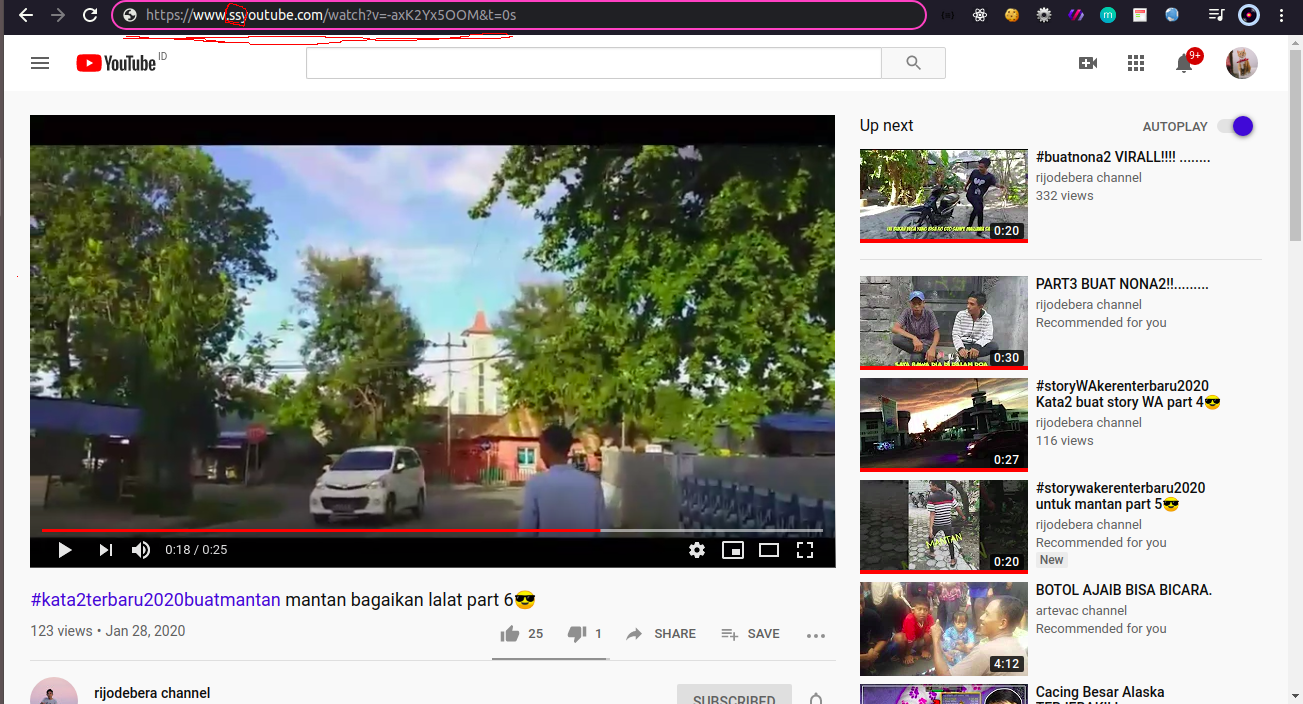 https://www.ssyoutube.com/watch?v=-axK2Yx5OOM&t=0s
YouTube ID
9+
Up next
AUTOPLAY
#buatnona2 VIRALL!!!! ........
rijodebera channel
332 views
0:20
PART3 BUAT NONA2!!.........
rijodebera channel
Recommended for you
0:30
#storyWAkerenterbaru2020
Kata2 buat story WA part 4😎
rijodebera channel
116 views
0:27
#storywakerenterbaru2020
untuk mantan part 5😎
rijodebera channel
Recommended for you
New
MANTAN
0:20
BOTOL AJAIB BISA BICARA.
artevac channel
Recommended for you
4:12
Cacing Besar Alaska
0:18 / 0:25
#kata2terbaru2020buatmantan mantan bagaikan lalat part 6😎
123 views • Jan 28, 2020
25
1
SHARE
SAVE
rijodebera channel
SUBSCRIBED